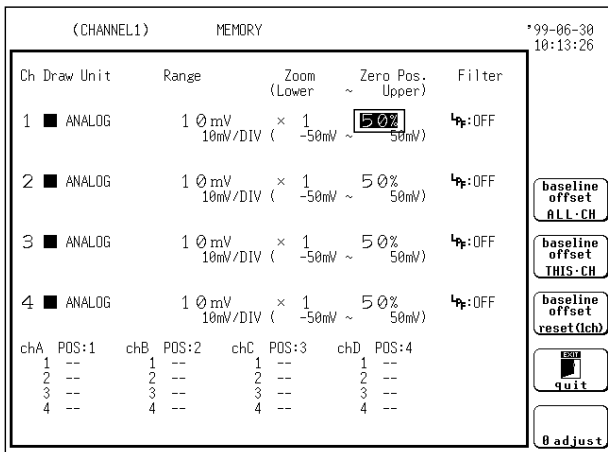 (CHANNEL1) MEMORY '99-06-30
10:13:26
Ch Draw Unit Range Zoom Zero Pos. Filter
(Lower ~ Upper)
1 ANALOG 10mV × 1 50% LPF:OFF
10mV/DIV ( -50mV ~ 50mV)
2 ANALOG 10mV × 1 50% LPF:OFF
10mV/DIV ( -50mV ~ 50mV)
3 ANALOG 10mV × 1 50% LPF:OFF
10mV/DIV ( -50mV ~ 50mV)
4 ANALOG 10mV × 1 50% LPF:OFF
10mV/DIV ( -50mV ~ 50mV)
chA POS:1 chB POS:2 chC POS:3 chD POS:4
1 -- 1 -- 1 -- 1 --
2 -- 2 -- 2 -- 2 --
3 -- 3 -- 3 -- 3 --
4 -- 4 -- 4 -- 4 --
baseline
offset
ALL·CH
baseline
offset
THIS·CH
baseline
offset
reset(1ch)
EXIT
quit
0 adjust